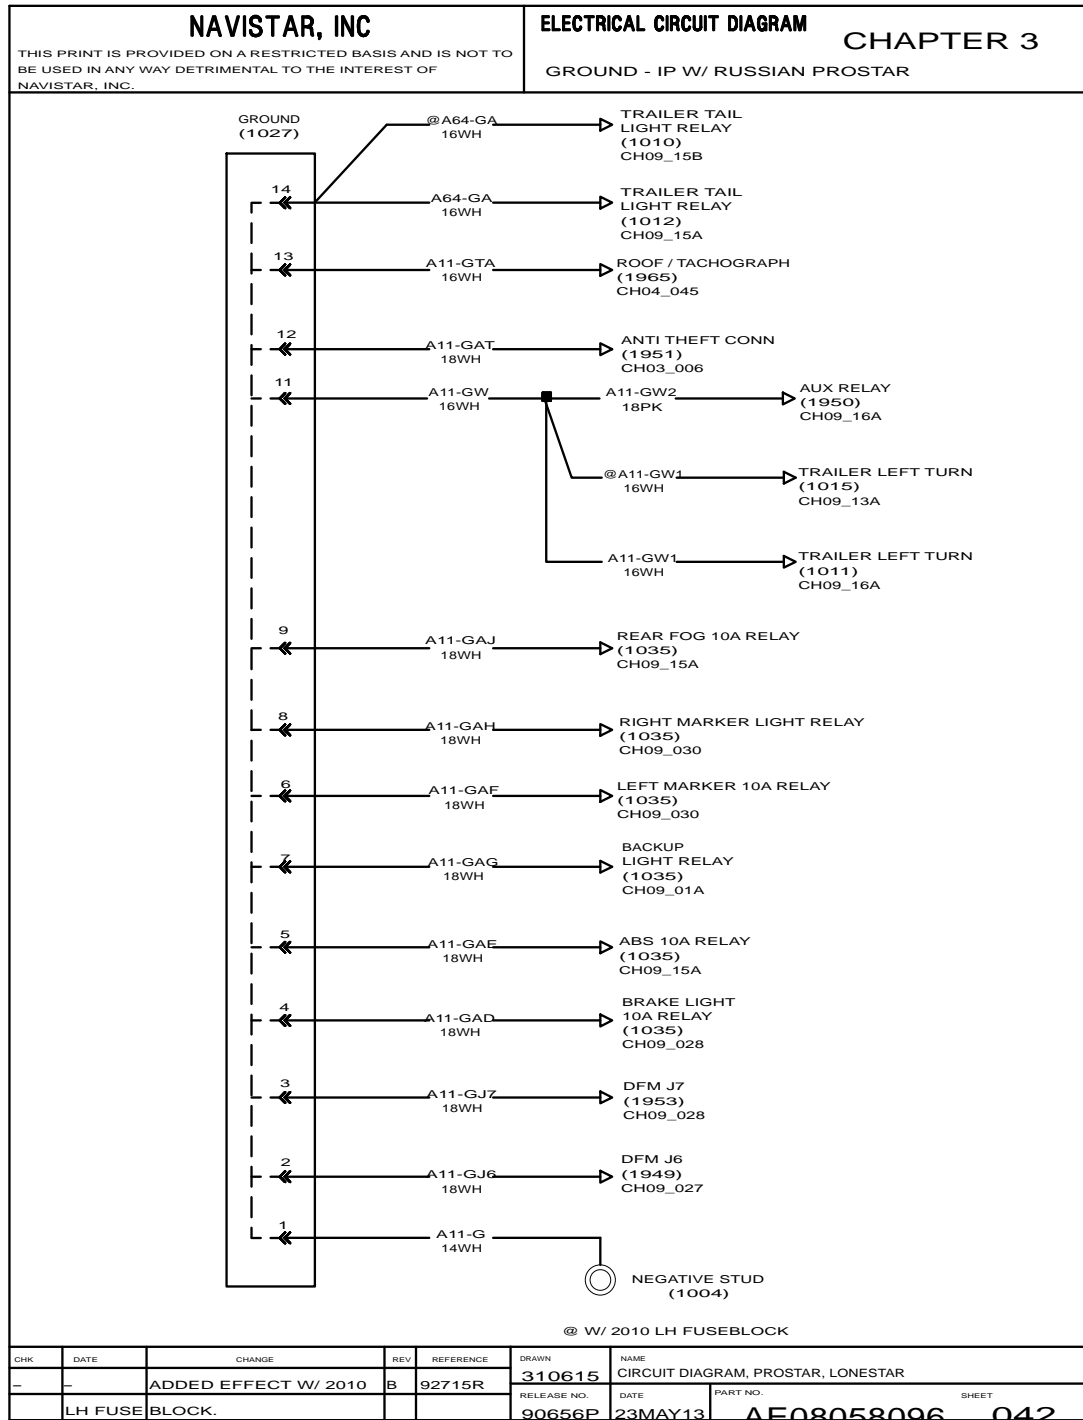 NAVISTAR, INC
THIS PRINT IS PROVIDED ON A RESTRICTED BASIS AND IS NOT TO
BE USED IN ANY WAY DETRIMENTAL TO THE INTEREST OF
NAVISTAR, INC.
ELECTRICAL CIRCUIT DIAGRAM
CHAPTER 3
GROUND - IP W/ RUSSIAN PROSTAR
GROUND
(1027)
@A64-GA
16WH
TRAILER TAIL
LIGHT RELAY
(1010)
CH09_15B
14
A64-GA
16WH
TRAILER TAIL
LIGHT RELAY
(1012)
CH09_15A
13
A11-GTA
16WH
ROOF / TACHOGRAPH
(1965)
CH04_045
12
A11-GAT
18WH
ANTI THEFT CONN
(1951)
CH03_006
11
A11-GW
16WH
A11-GW2
18PK
AUX RELAY
(1950)
CH09_16A
@A11-GW1
16WH
TRAILER LEFT TURN
(1015)
CH09_13A
A11-GW1
16WH
TRAILER LEFT TURN
(1011)
CH09_16A
9
A11-GAJ
18WH
REAR FOG 10A RELAY
(1035)
CH09_15A
8
A11-GAH
18WH
RIGHT MARKER LIGHT RELAY
(1035)
CH09_030
6
A11-GAF
18WH
LEFT MARKER 10A RELAY
(1035)
CH09_030
7
A11-GAG
18WH
BACKUP
LIGHT RELAY
(1035)
CH09_01A
5
A11-GAE
18WH
ABS 10A RELAY
(1035)
CH09_15A
4
A11-GAD
18WH
BRAKE LIGHT
10A RELAY
(1035)
CH09_028
3
A11-GJ7
18WH
DFM J7
(1953)
CH09_028
2
A11-GJ6
18WH
DFM J6
(1949)
CH09_027
1
A11-G
14WH
NEGATIVE STUD
(1004)
@ W/ 2010 LH FUSEBLOCK
CHK DATE CHANGE REV REFERENCE
– – ADDED EFFECT W/ 2010 B 92715R
LH FUSE BLOCK.
DRAWN
310615
NAME
CIRCUIT DIAGRAM, PROSTAR, LONESTAR
RELEASE NO.
90656P
DATE
23MAY13
PART NO.
AE08058096
SHEET
042